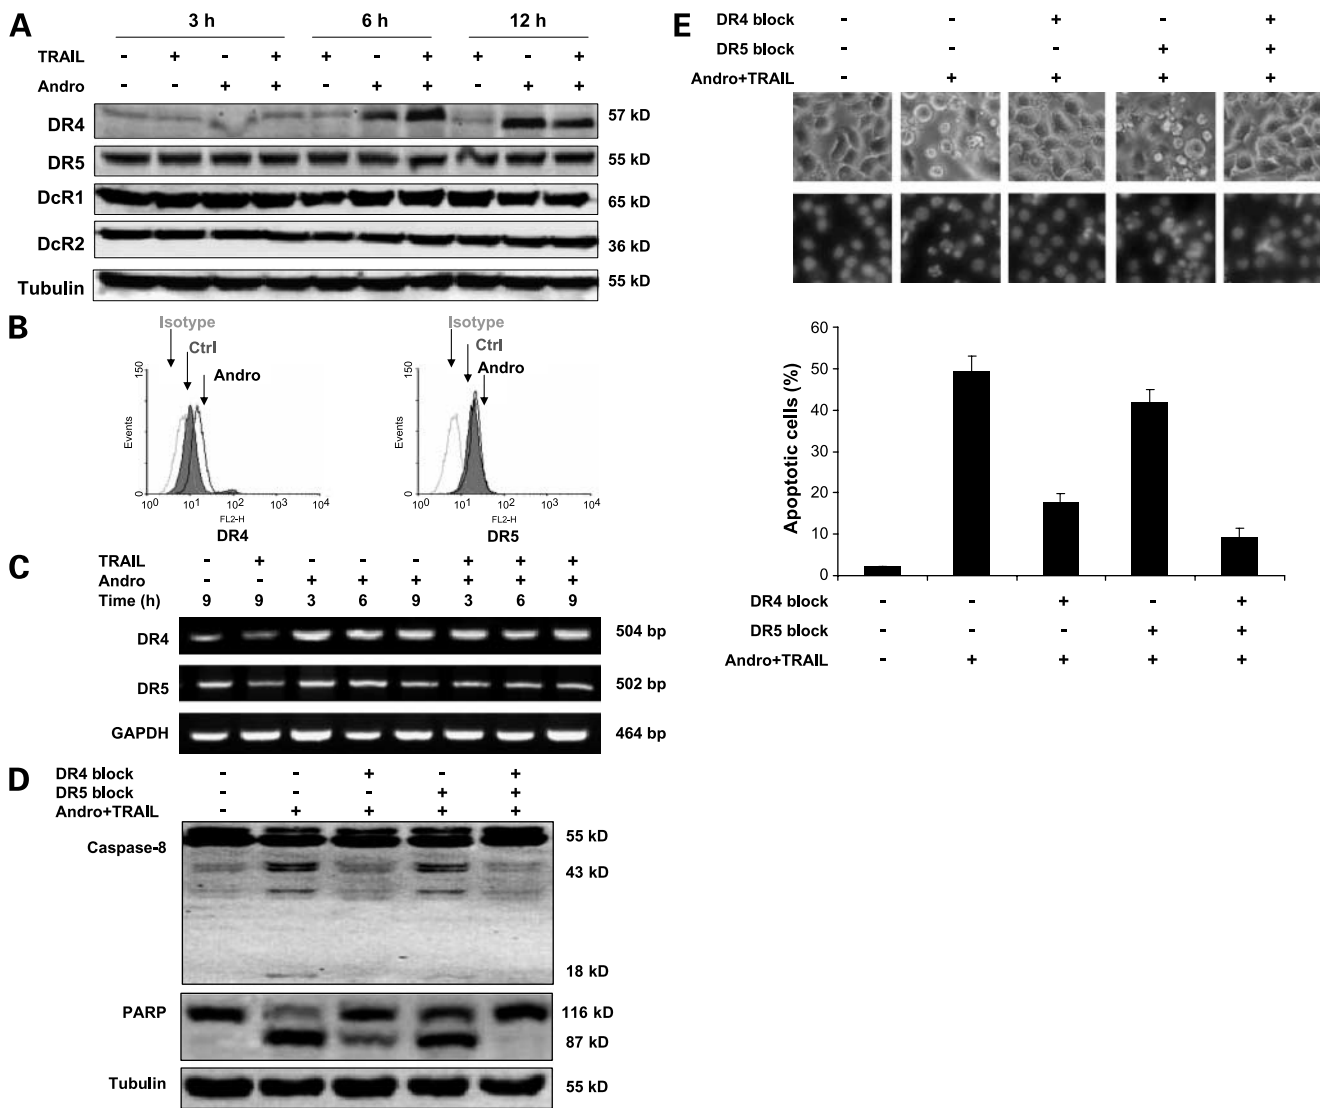 A
3 h 6 h 12 h
TRAIL - + - + + - + + - +
Andro - - + + - + + - + +
DR4 57 kD
DR5 55 kD
DcR1 65 kD
DcR2 36 kD
Tubulin 55 kD
B
Isotype
Ctrl
Andro
150
Events
0
10^0 10^1 10^2 10^3 10^4
FL2-H
DR4
Isotype
Ctrl
Andro
150
Events
0
10^0 10^1 10^2 10^3 10^4
FL2-H
DR5
C
TRAIL - + - - - + + +
Andro - - + + + + + +
Time (h) 9 9 3 6 9 3 6 9
DR4 504 bp
DR5 502 bp
GAPDH 464 bp
D
DR4 block - - + - +
DR5 block - - - + +
Andro+TRAIL - + + + +
Caspase-8 55 kD
43 kD
18 kD
PARP 116 kD
87 kD
Tubulin 55 kD
E
DR4 block - - + - +
DR5 block - - - + +
Andro+TRAIL - + + + +
Apoptotic cells (%)
60
50
40
30
20
10
0
DR4 block - - + - +
DR5 block - - - + +
Andro+TRAIL - + + + +